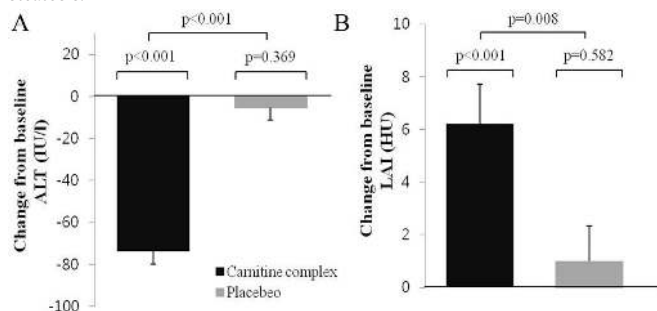 A
p<0.001
p<0.001
p=0.369
20
0
-20
-40
-60
-80
-100
Change from baseline
ALT (IU/l)
Carnitine complex
Placebeo
B
p=0.008
p<0.001
p=0.582
10
8
6
4
2
0
Change from baseline
LAI (HU)